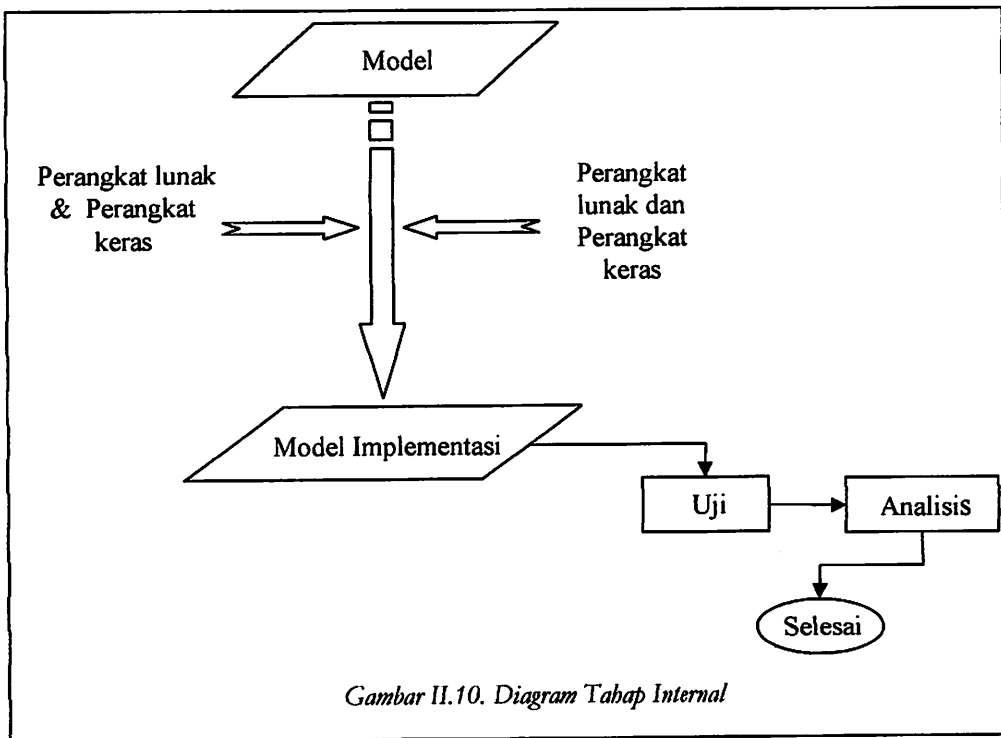 Model
Perangkat lunak
& Perangkat
keras
Perangkat
lunak dan
Perangkat
keras
Model Implementasi
Uji
Analisis
Selesai
Gambar II.10. Diagram Tahap Internal